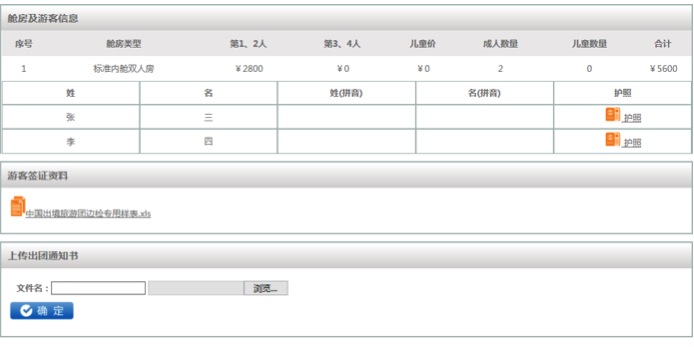 舱房及游客信息
序号 舱房类型 第1、2人 第3、4人 儿童价 成人数量 儿童数量 合计
1 标准内舱双人房 ￥2800 ￥0 ￥0 2 0 ￥5600
姓 名 姓(拼音) 名(拼音) 护照
张 三 护照
李 四 护照
游客签证资料
中国出境旅游团边检专用样表.xls
上传出团通知书
文件名： 浏览...
确 定